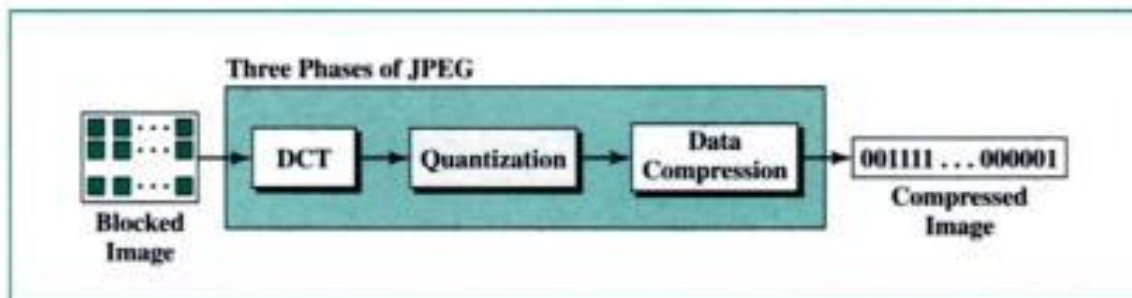 Three Phases of JPEG
DCT
Quantization
Data
Compression
001111 ... 000001
Blocked
Image
Compressed
Image